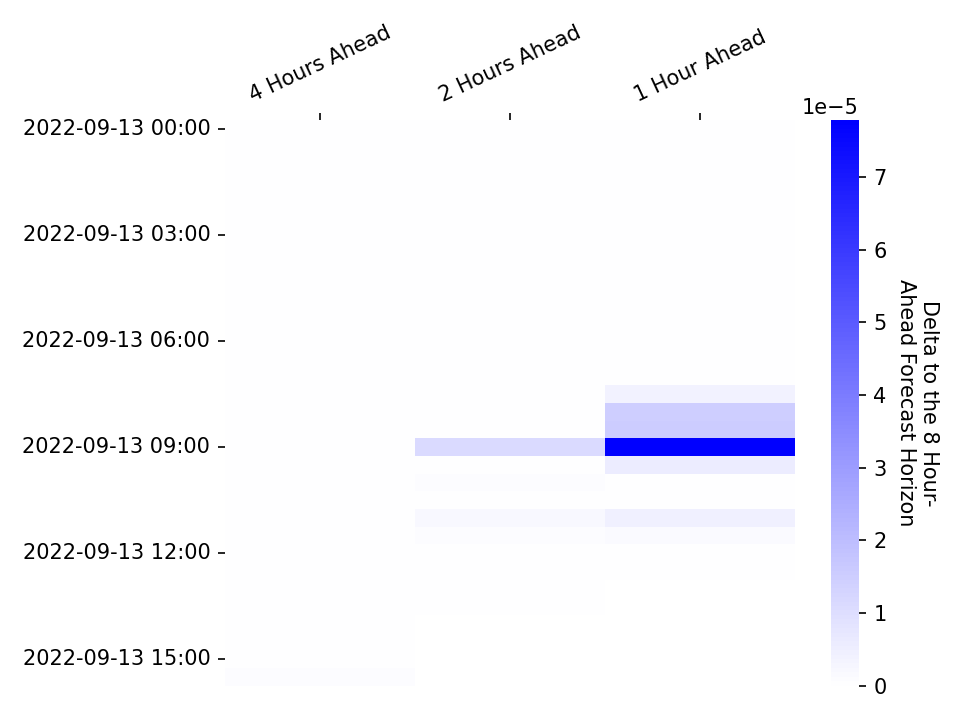 4 Hours Ahead
2 Hours Ahead
1 Hour Ahead
1e−5
2022-09-13 00:00
2022-09-13 03:00
2022-09-13 06:00
2022-09-13 09:00
2022-09-13 12:00
2022-09-13 15:00
7
6
5
4
3
2
1
0
Delta to the 8 Hour-
Ahead Forecast Horizon